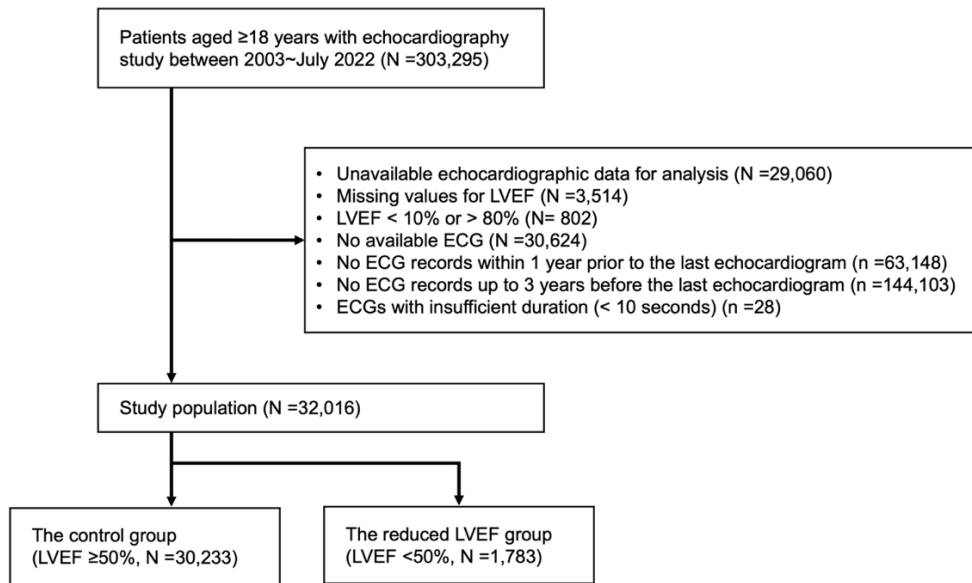 Patients aged ≥18 years with echocardiography
study between 2003~July 2022 (N =303,295)
• Unavailable echocardiographic data for analysis (N =29,060)
• Missing values for LVEF (N =3,514)
• LVEF < 10% or > 80% (N= 802)
• No available ECG (N =30,624)
• No ECG records within 1 year prior to the last echocardiogram (n =63,148)
• No ECG records up to 3 years before the last echocardiogram (n =144,103)
• ECGs with insufficient duration (< 10 seconds) (n =28)
Study population (N =32,016)
The control group
(LVEF ≥50%, N =30,233)
The reduced LVEF group
(LVEF <50%, N =1,783)